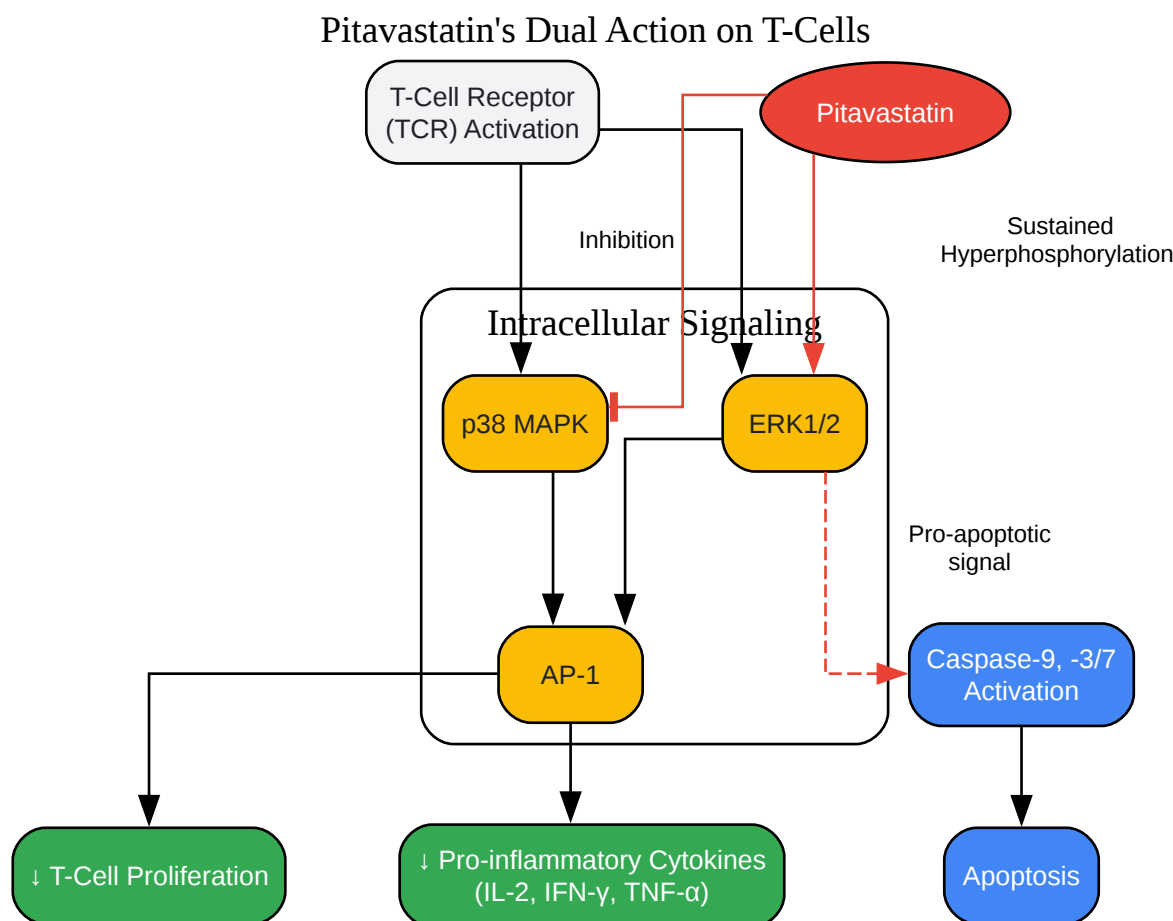 Pitavastatin's Dual Action on T-Cells
T-Cell Receptor
(TCR) Activation
Pitavastatin
Inhibition
Sustained
Hyperphosphorylation
Intracellular Signaling
p38 MAPK
ERK1/2
Pro-apoptotic
signal
AP-1
Caspase-9, -3/7
Activation
↓ T-Cell Proliferation
↓ Pro-inflammatory Cytokines
(IL-2, IFN-γ, TNF-α)
Apoptosis